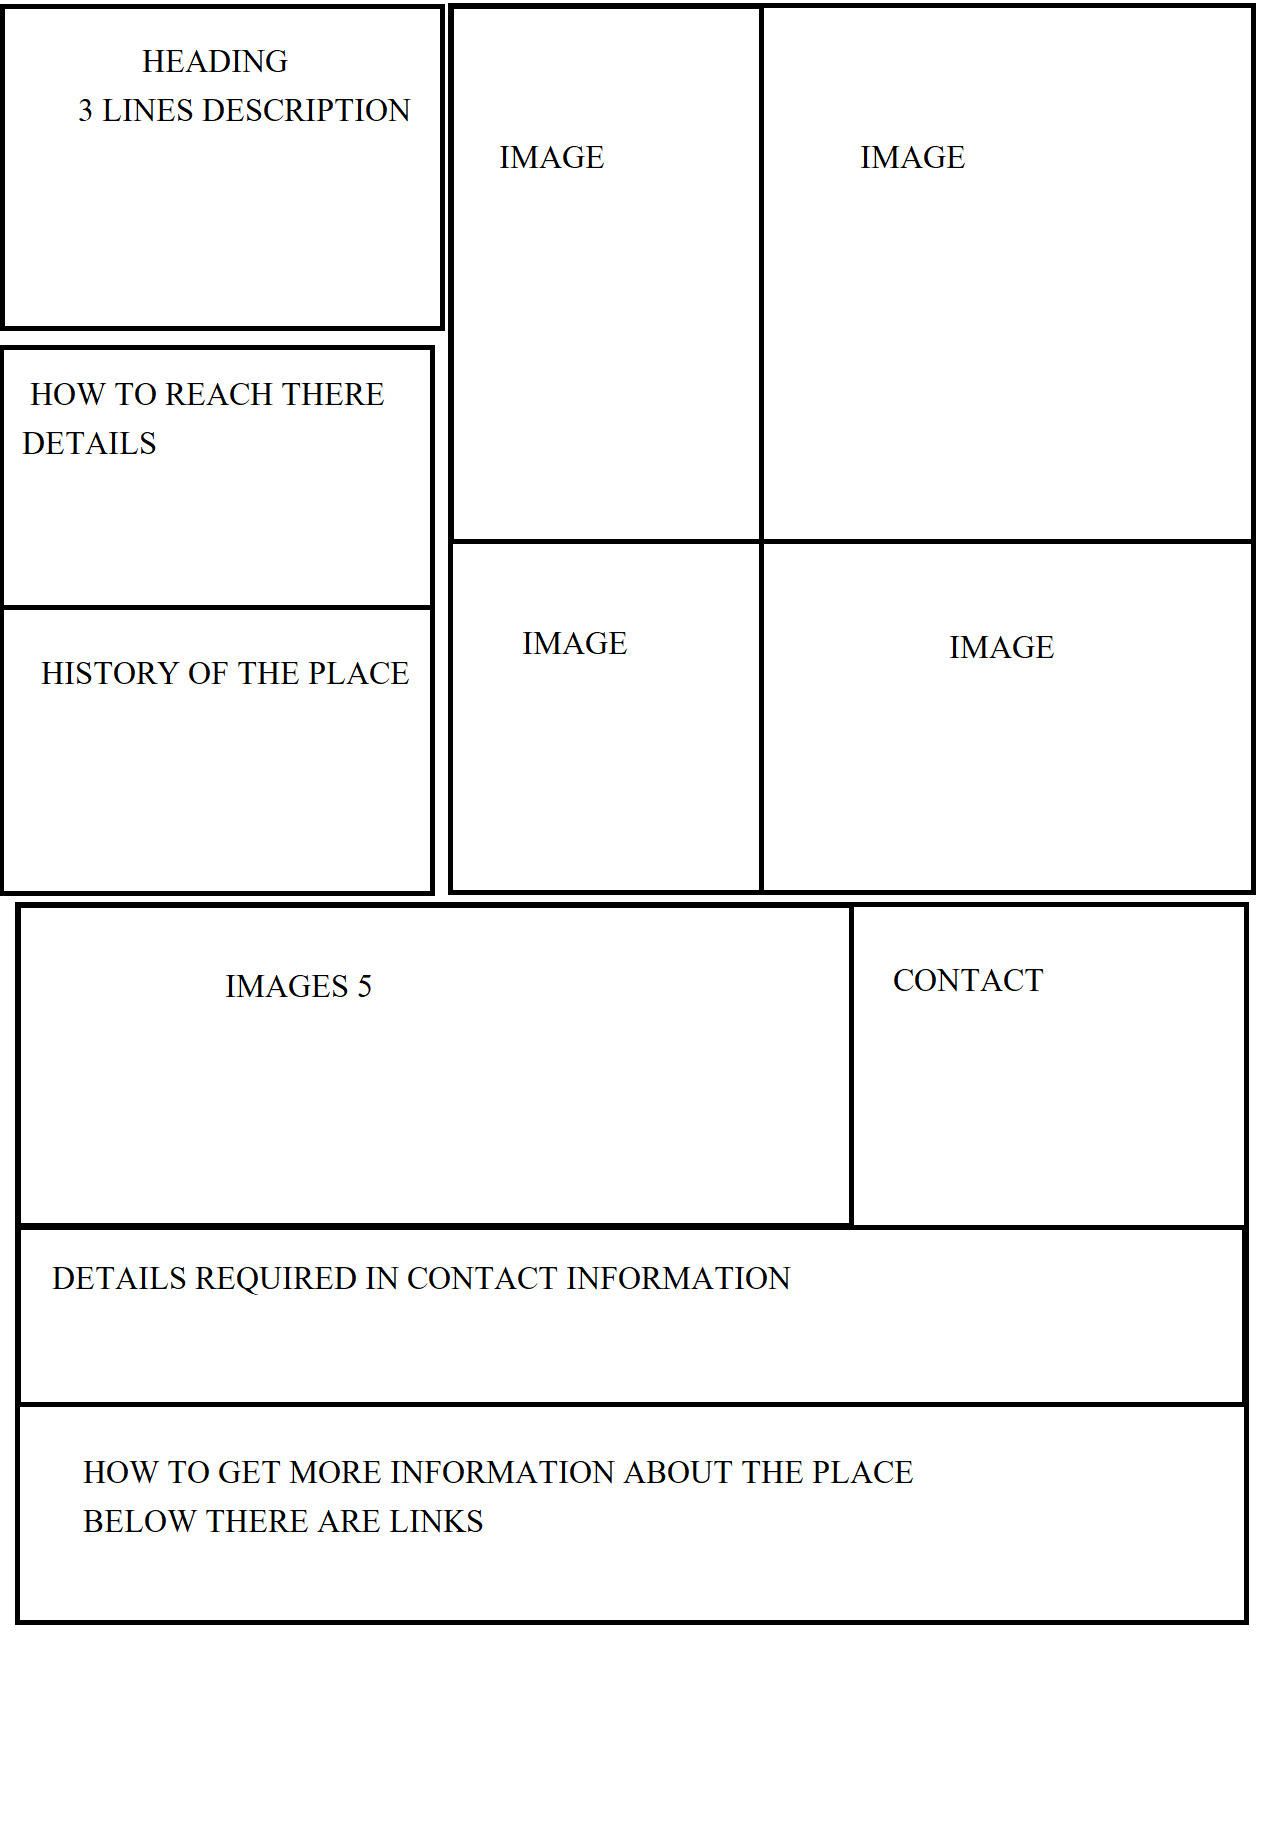 HEADING
3 LINES DESCRIPTION
IMAGE
IMAGE
HOW TO REACH THERE
DETAILS
HISTORY OF THE PLACE
IMAGE
IMAGE
IMAGES 5
CONTACT
DETAILS REQUIRED IN CONTACT INFORMATION
HOW TO GET MORE INFORMATION ABOUT THE PLACE
BELOW THERE ARE LINKS